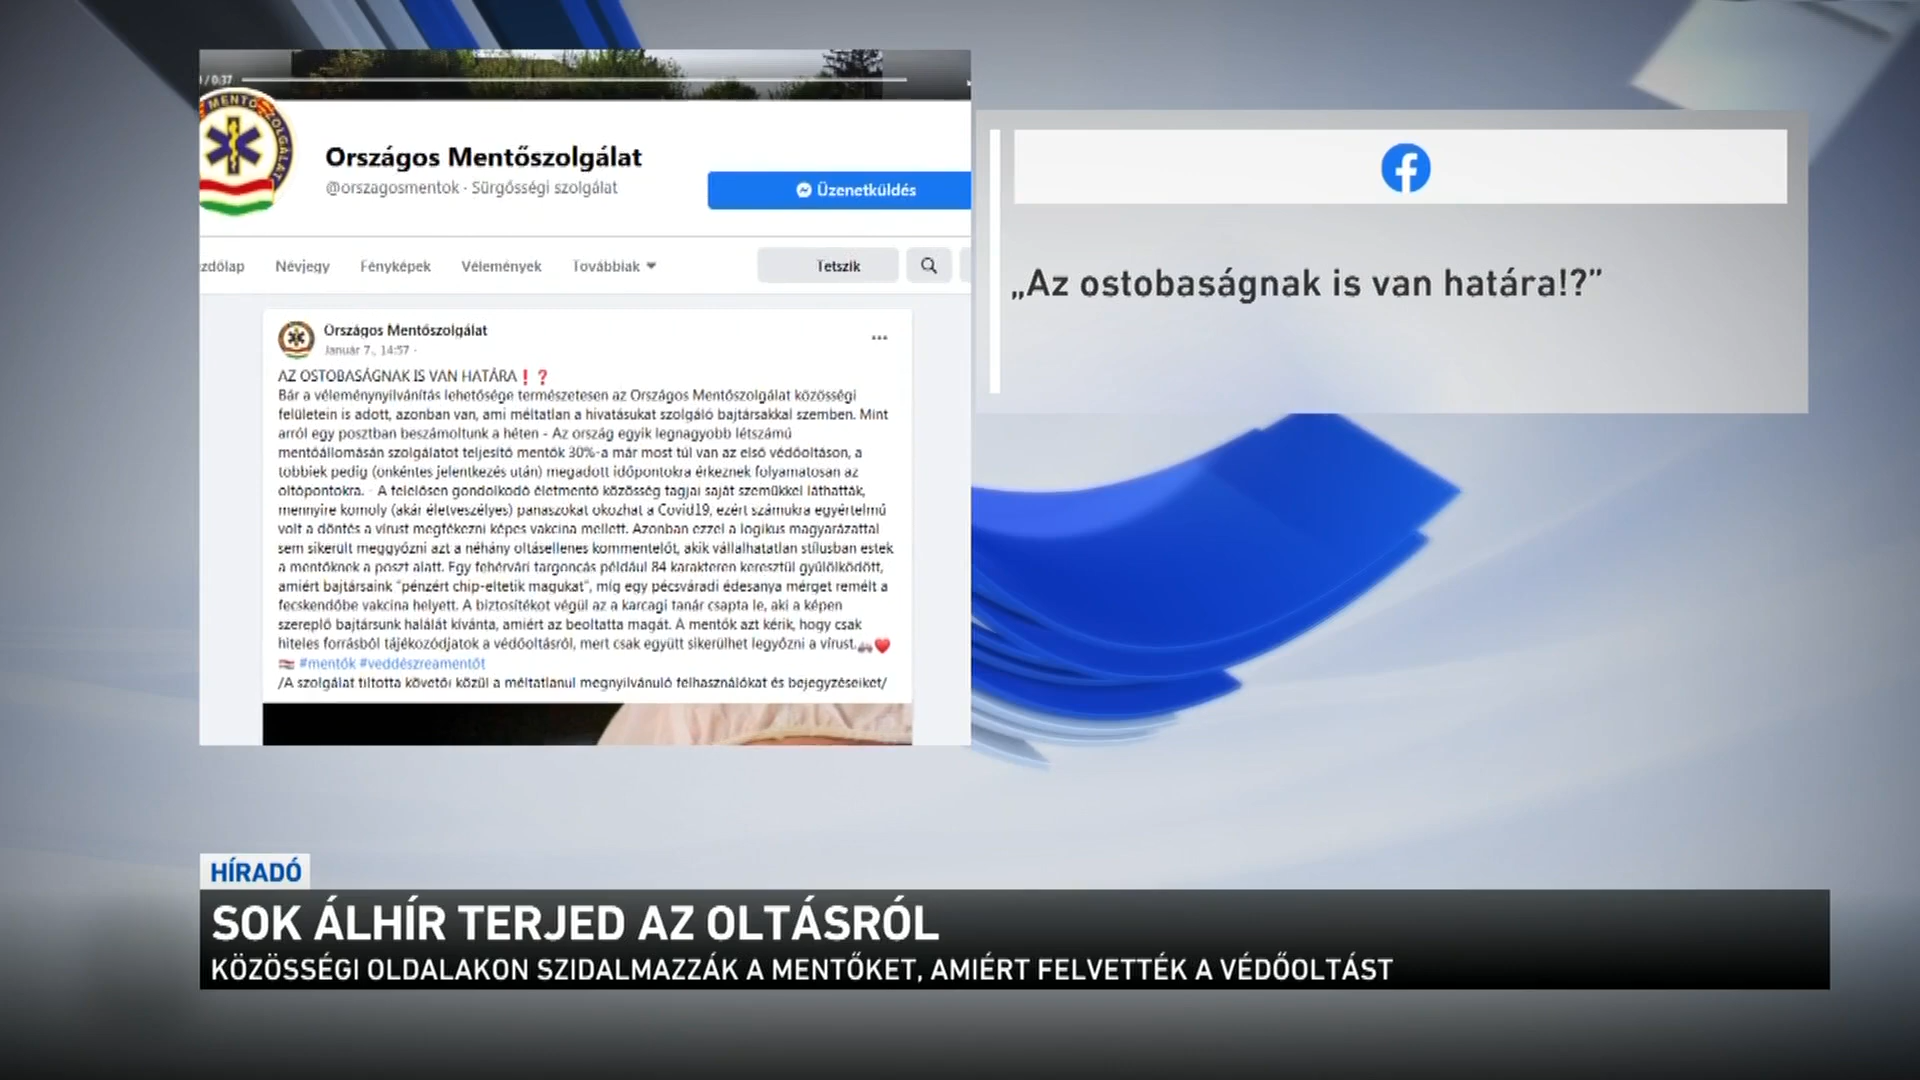 0:37
MENTŐSZOLGÁLAT
Országos Mentőszolgálat
@orszagosmentok · Sürgősségi szolgálat
Üzenetküldés
zdőlap Névjegy Fényképek Vélemények Továbbiak Tetszik
Országos Mentőszolgálat
Január 7., 14:57 ·
AZ OSTOBASÁGNAK IS VAN HATÁRA❗❓
Bár a véleménynyilvánítás lehetősége természetesen az Országos Mentőszolgálat közösségi
felületein is adott, azonban van, ami méltatlan a hivatásukat szolgáló bajtársakkal szemben. Mint
arról egy posztban beszámoltunk a héten - Az ország egyik legnagyobb létszámú
mentőállomásán szolgálatot teljesítő mentők 30%-a már most túl van az első védőoltáson, a
többiek pedig (önkéntes jelentkezés után) megadott időpontokra érkeznek folyamatosan az
oltópontokra. - A felelősen gondolkodó életmentő közösség tagjai saját szemükkel láthatták,
mennyire komoly (akár életveszélyes) panaszokat okozhat a Covid19, ezért számukra egyértelmű
volt a döntés a vírust megfékezni képes vakcina mellett. Azonban ezzel a logikus magyarázattal
sem sikerült meggyőzni azt a néhány oltásellenes kommentelőt, akik vállalhatatlan stílusban estek
a mentőknek a poszt alatt. Egy fehérvári targoncás például 84 karakteren keresztül gyűlölködött,
amiért bajtársaink "pénzért chip-eltetik magukat", míg egy pécsváradi édesanya mérget remélt a
fecskendőbe vakcina helyett. A biztosítékot végül az a karcagi tanár csapta le, aki a képen
szereplő bajtársunk halálát kívánta, amiért az beoltatta magát. A mentők azt kérik, hogy csak
hiteles forrásból tájékozódjatok a védőoltásról, mert csak együtt sikerülhet legyőzni a vírust.🚑❤️
🇭🇺 #mentők #veddészreamentőt
/A szolgálat tiltotta követői közül a méltatlanul megnyilvánuló felhasználókat és bejegyzéseiket/
„Az ostobaságnak is van határa!?”
HÍRADÓ
SOK ÁLHÍR TERJED AZ OLTÁSRÓL
KÖZÖSSÉGI OLDALAKON SZIDALMAZZÁK A MENTŐKET, AMIÉRT FELVETTÉK A VÉDŐOLTÁST